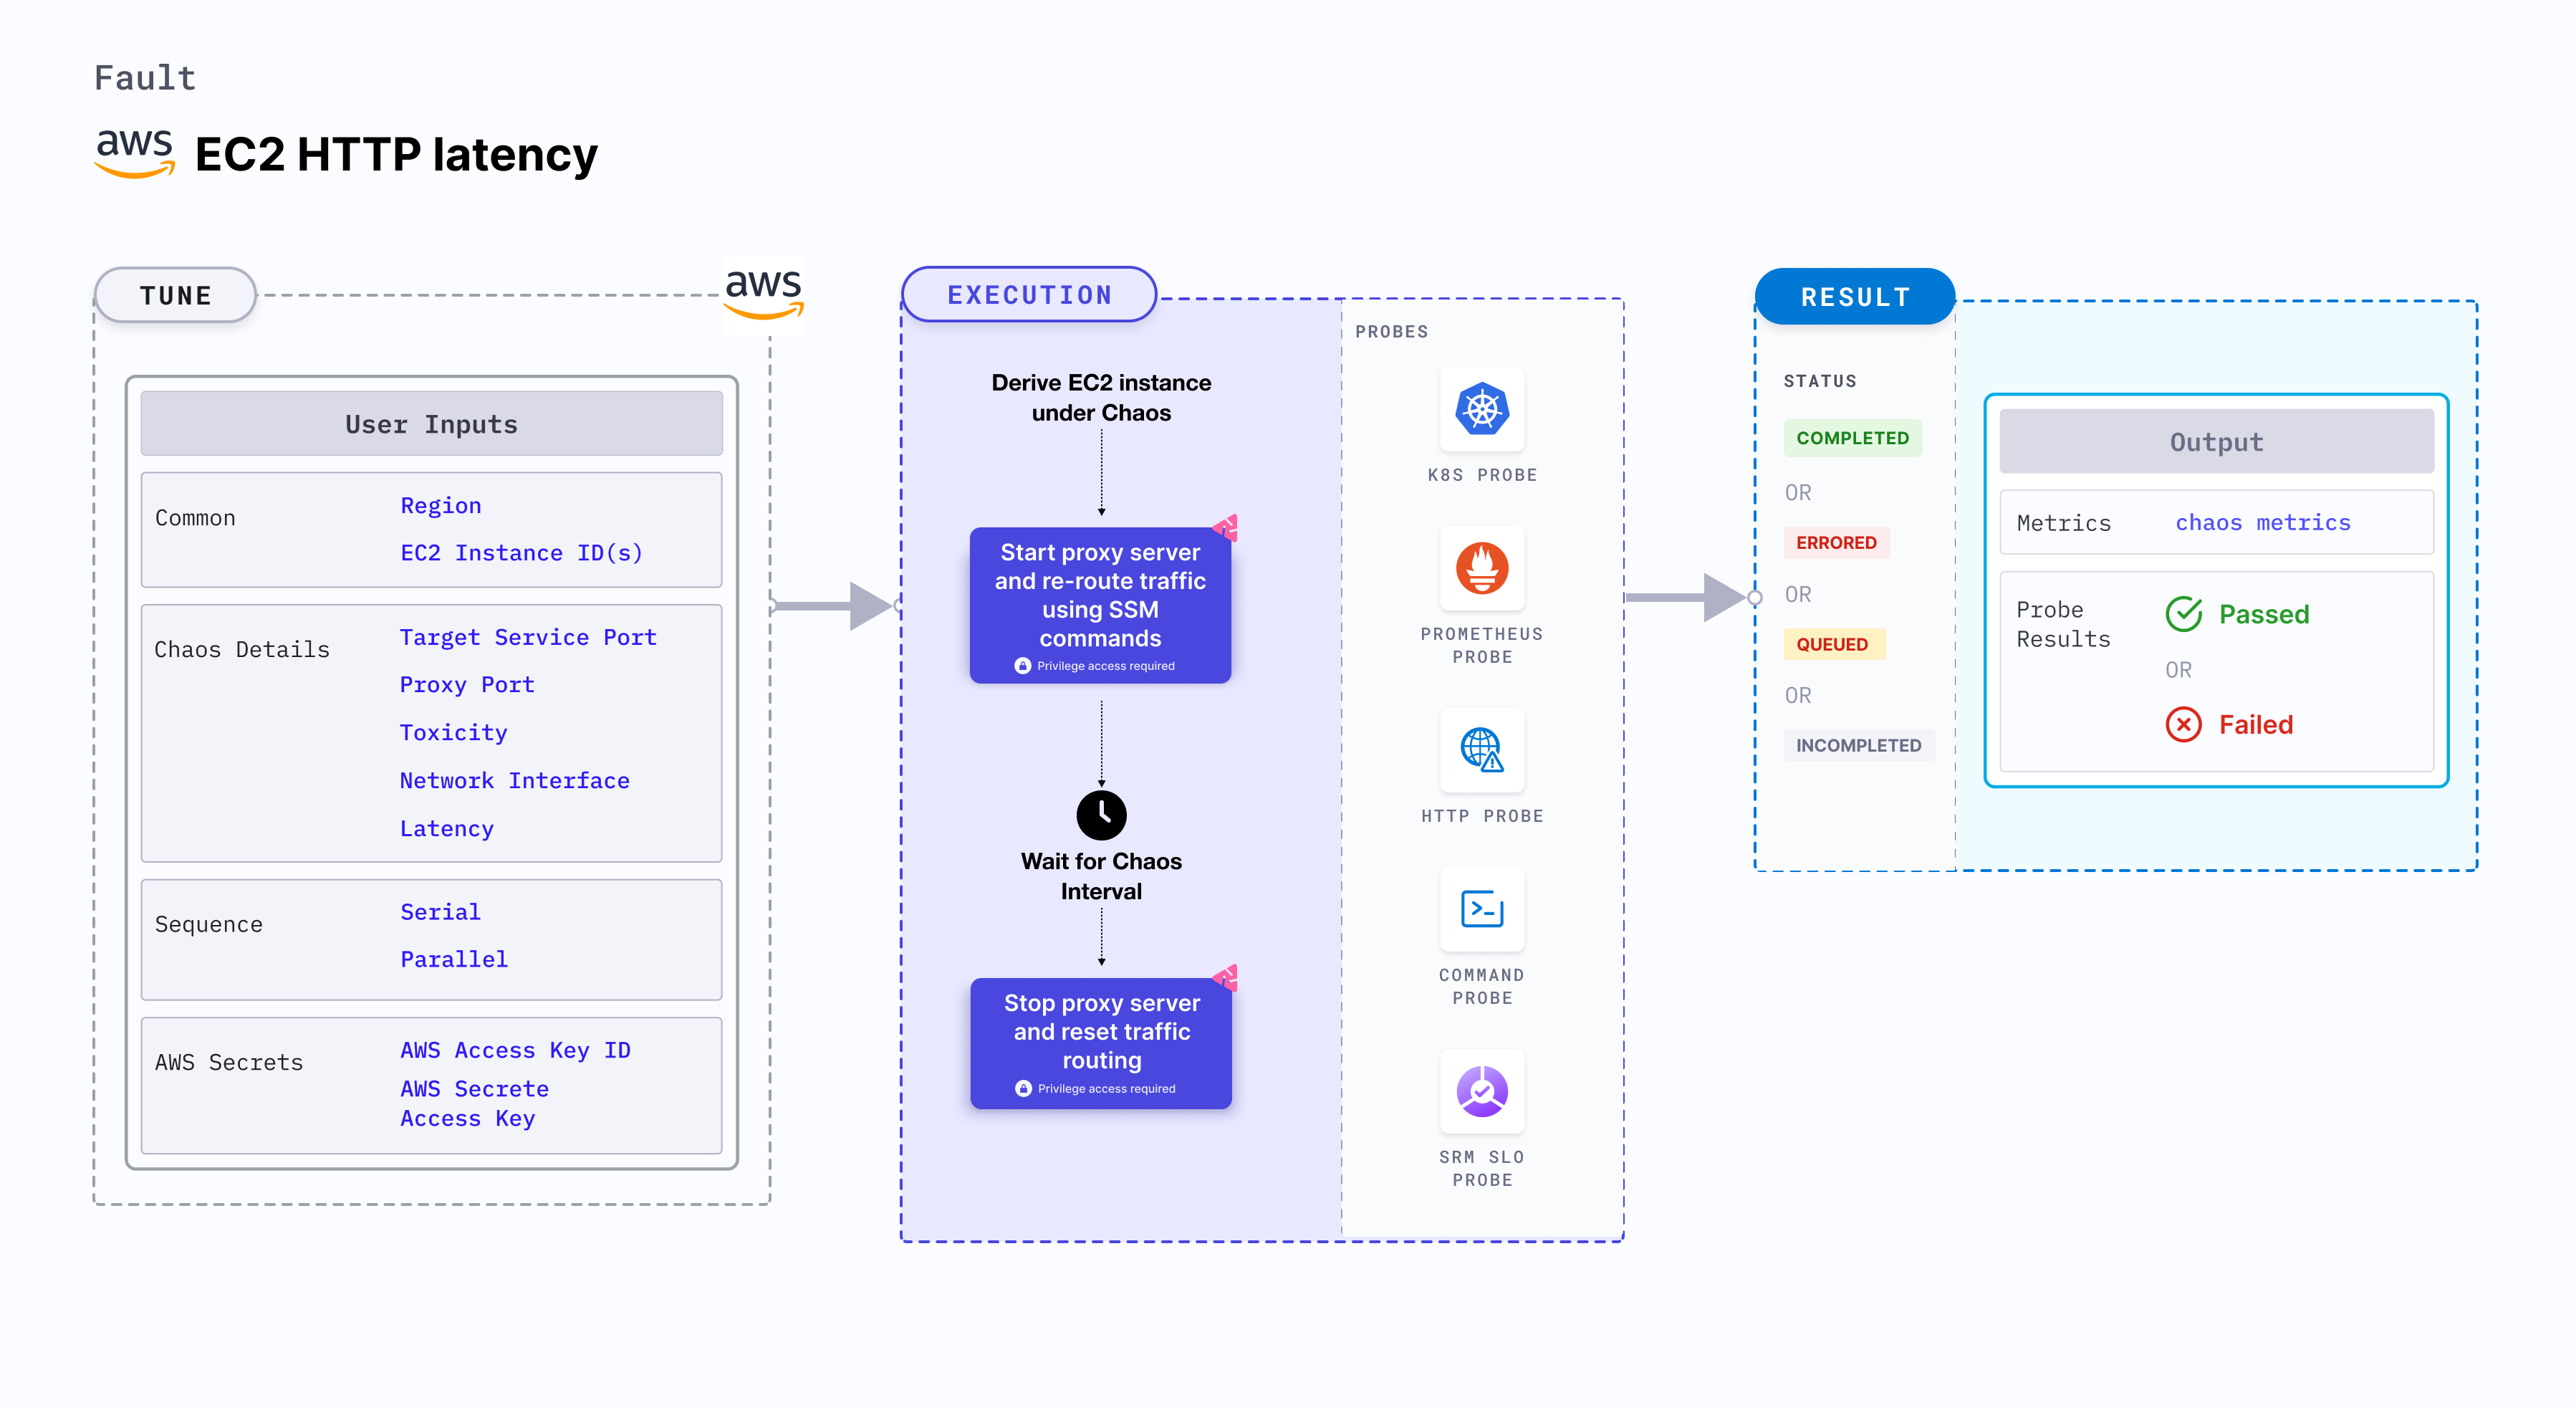 Fault
aws EC2 HTTP latency
TUNE
aws
User Inputs
Common
Region
EC2 Instance ID(s)
Chaos Details
Target Service Port
Proxy Port
Toxicity
Network Interface
Latency
Sequence
Serial
Parallel
AWS Secrets
AWS Access Key ID
AWS Secrete
Access Key
EXECUTION
Derive EC2 instance
under Chaos
Start proxy server
and re-route traffic
using SSM
commands
Privilege access required
Wait for Chaos
Interval
Stop proxy server
and reset traffic
routing
Privilege access required
PROBES
K8S PROBE
PROMETHEUS
PROBE
HTTP PROBE
COMMAND
PROBE
SRM SLO
PROBE
RESULT
STATUS
COMPLETED
OR
ERRORED
OR
QUEUED
OR
INCOMPLETED
Output
Metrics
chaos metrics
Probe
Results
Passed
OR
Failed